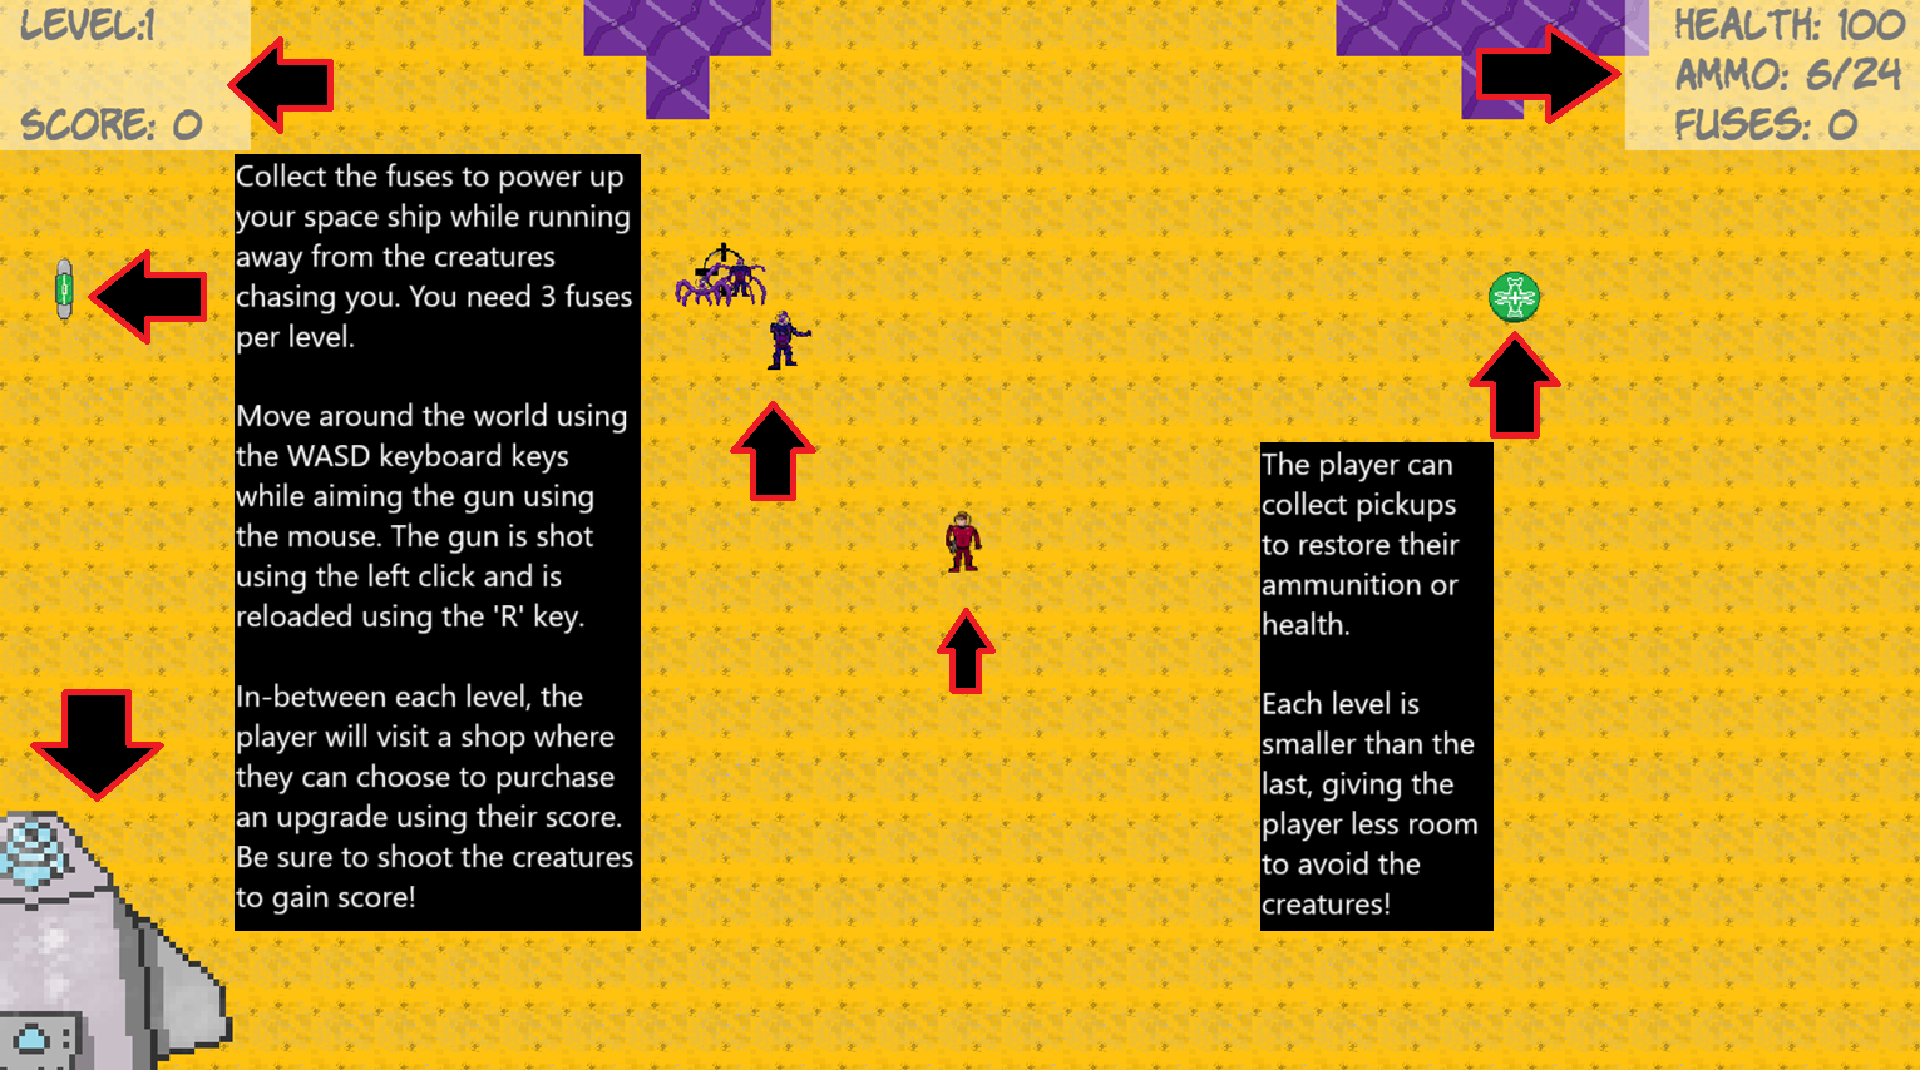 LEVEL:1
SCORE: 0
HEALTH: 100
AMMO: 6/24
FUSES: 0
Collect the fuses to power up
your space ship while running
away from the creatures
chasing you. You need 3 fuses
per level.
Move around the world using
the WASD keyboard keys
while aiming the gun using
the mouse. The gun is shot
using the left click and is
reloaded using the 'R' key.
In-between each level, the
player will visit a shop where
they can choose to purchase
an upgrade using their score.
Be sure to shoot the creatures
to gain score!
The player can
collect pickups
to restore their
ammunition or
health.
Each level is
smaller than the
last, giving the
player less room
to avoid the
creatures!